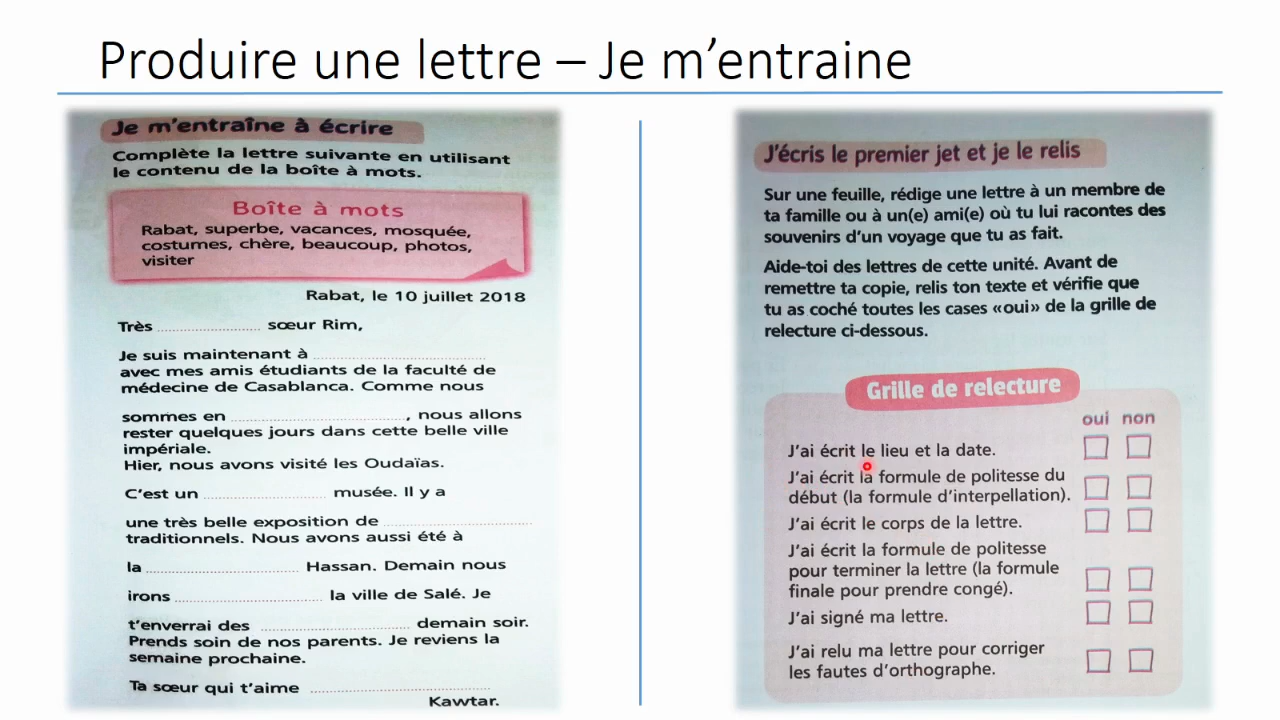 Produire une lettre – Je m’entraine
Je m’entraîne à écrire
Complète la lettre suivante en utilisant
le contenu de la boîte à mots.
Boîte à mots
Rabat, superbe, vacances, mosquée,
costumes, chère, beaucoup, photos,
visiter
Rabat, le 10 juillet 2018
Très .......................... sœur Rim,
Je suis maintenant à ............................................
avec mes amis étudiants de la faculté de
médecine de Casablanca. Comme nous
sommes en ............................................., nous allons
rester quelques jours dans cette belle ville
impériale.
Hier, nous avons visité les Oudaïas.
C’est un ............................... musée. Il y a
une très belle exposition de .....................................
traditionnels. Nous avons aussi été à
la ....................................... Hassan. Demain nous
irons ..................................... la ville de Salé. Je
t’enverrai des ...................................... demain soir.
Prends soin de nos parents. Je reviens la
semaine prochaine.
Ta sœur qui t’aime .............................................
Kawtar.
J’écris le premier jet et je le relis
Sur une feuille, rédige une lettre à un membre de
ta famille ou à un(e) ami(e) où tu lui racontes des
souvenirs d’un voyage que tu as fait.
Aide-toi des lettres de cette unité. Avant de
remettre ta copie, relis ton texte et vérifie que
tu as coché toutes les cases «oui» de la grille de
relecture ci-dessous.
Grille de relecture
oui non
J’ai écrit le lieu et la date.
J’ai écrit la formule de politesse du
début (la formule d’interpellation).
J’ai écrit le corps de la lettre.
J’ai écrit la formule de politesse
pour terminer la lettre (la formule
finale pour prendre congé).
J’ai signé ma lettre.
J’ai relu ma lettre pour corriger
les fautes d’orthographe.